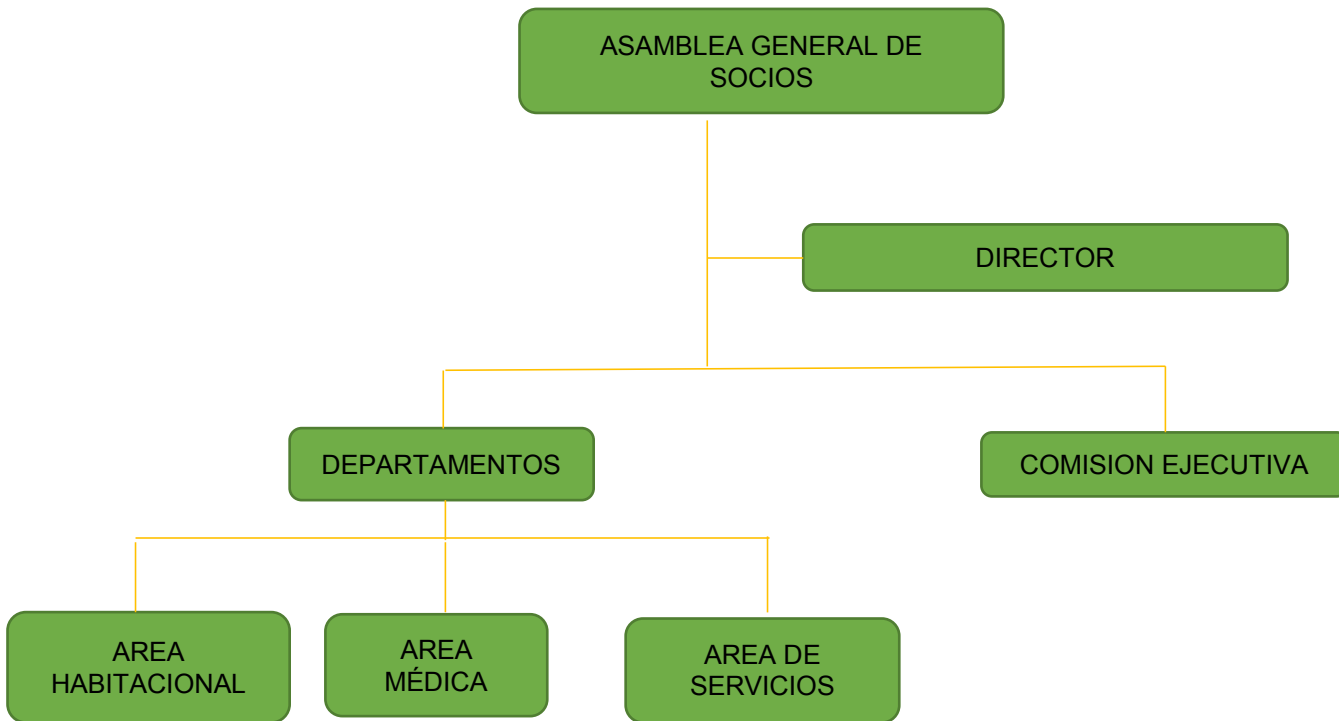 ASAMBLEA GENERAL DE
SOCIOS
DIRECTOR
DEPARTAMENTOS
COMISION EJECUTIVA
AREA
HABITACIONAL
AREA
MÉDICA
AREA DE
SERVICIOS